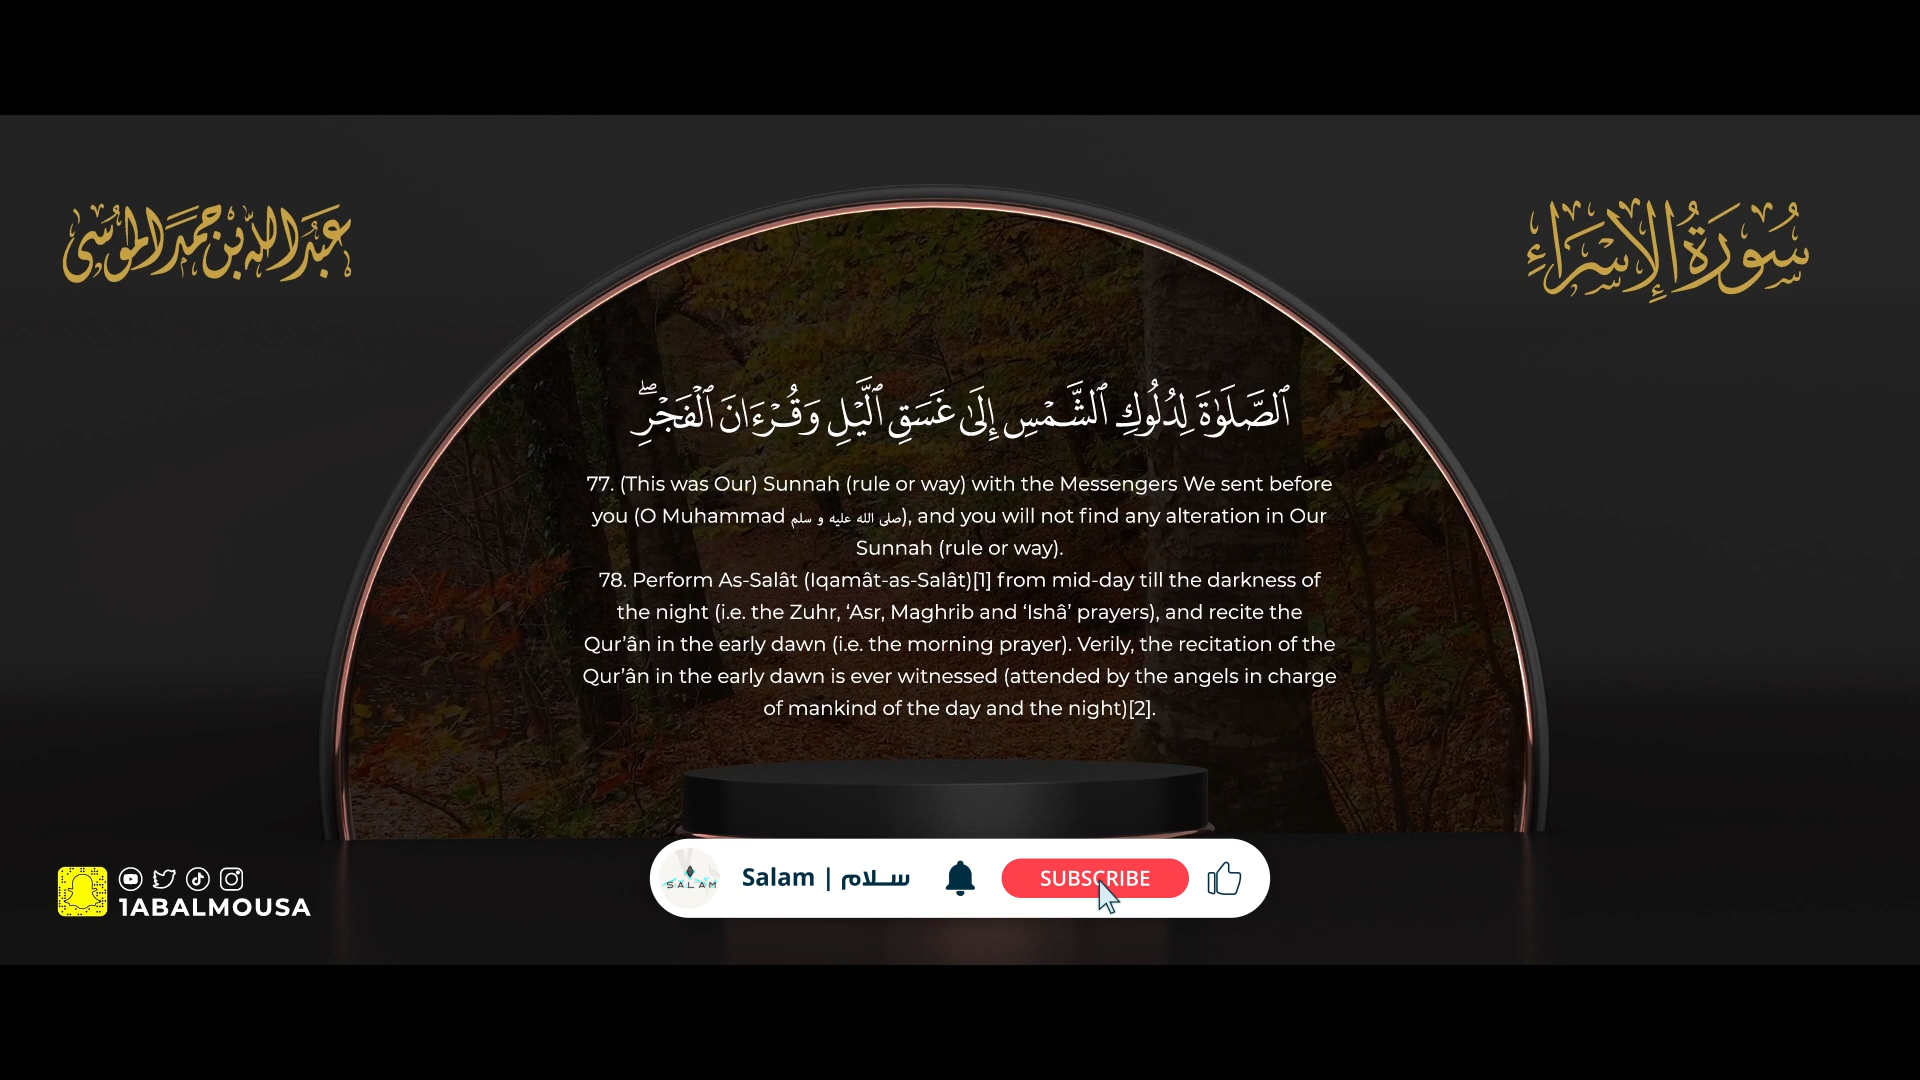 عَبْدُ اللَّهِ بْن حَمَد المُوسَى
سُورَةُ الإِسْرَاءِ
ٱلصَّلَوٰةَ لِدُلُوكِ ٱلشَّمْسِ إِلَىٰ غَسَقِ ٱلَّيْلِ وَقُرْءَانَ ٱلْفَجْرِۖ
77. (This was Our) Sunnah (rule or way) with the Messengers We sent before
you (O Muhammad صلى الله عليه و سلم), and you will not find any alteration in Our
Sunnah (rule or way).
78. Perform As-Salât (Iqamât-as-Salât)[1] from mid-day till the darkness of
the night (i.e. the Zuhr, ‘Asr, Maghrib and ‘Ishâ’ prayers), and recite the
Qur’ân in the early dawn (i.e. the morning prayer). Verily, the recitation of the
Qur’ân in the early dawn is ever witnessed (attended by the angels in charge
of mankind of the day and the night)[2].
SALAM
Salam | سـلام
SUBSCRIBE
1ABALMOUSA